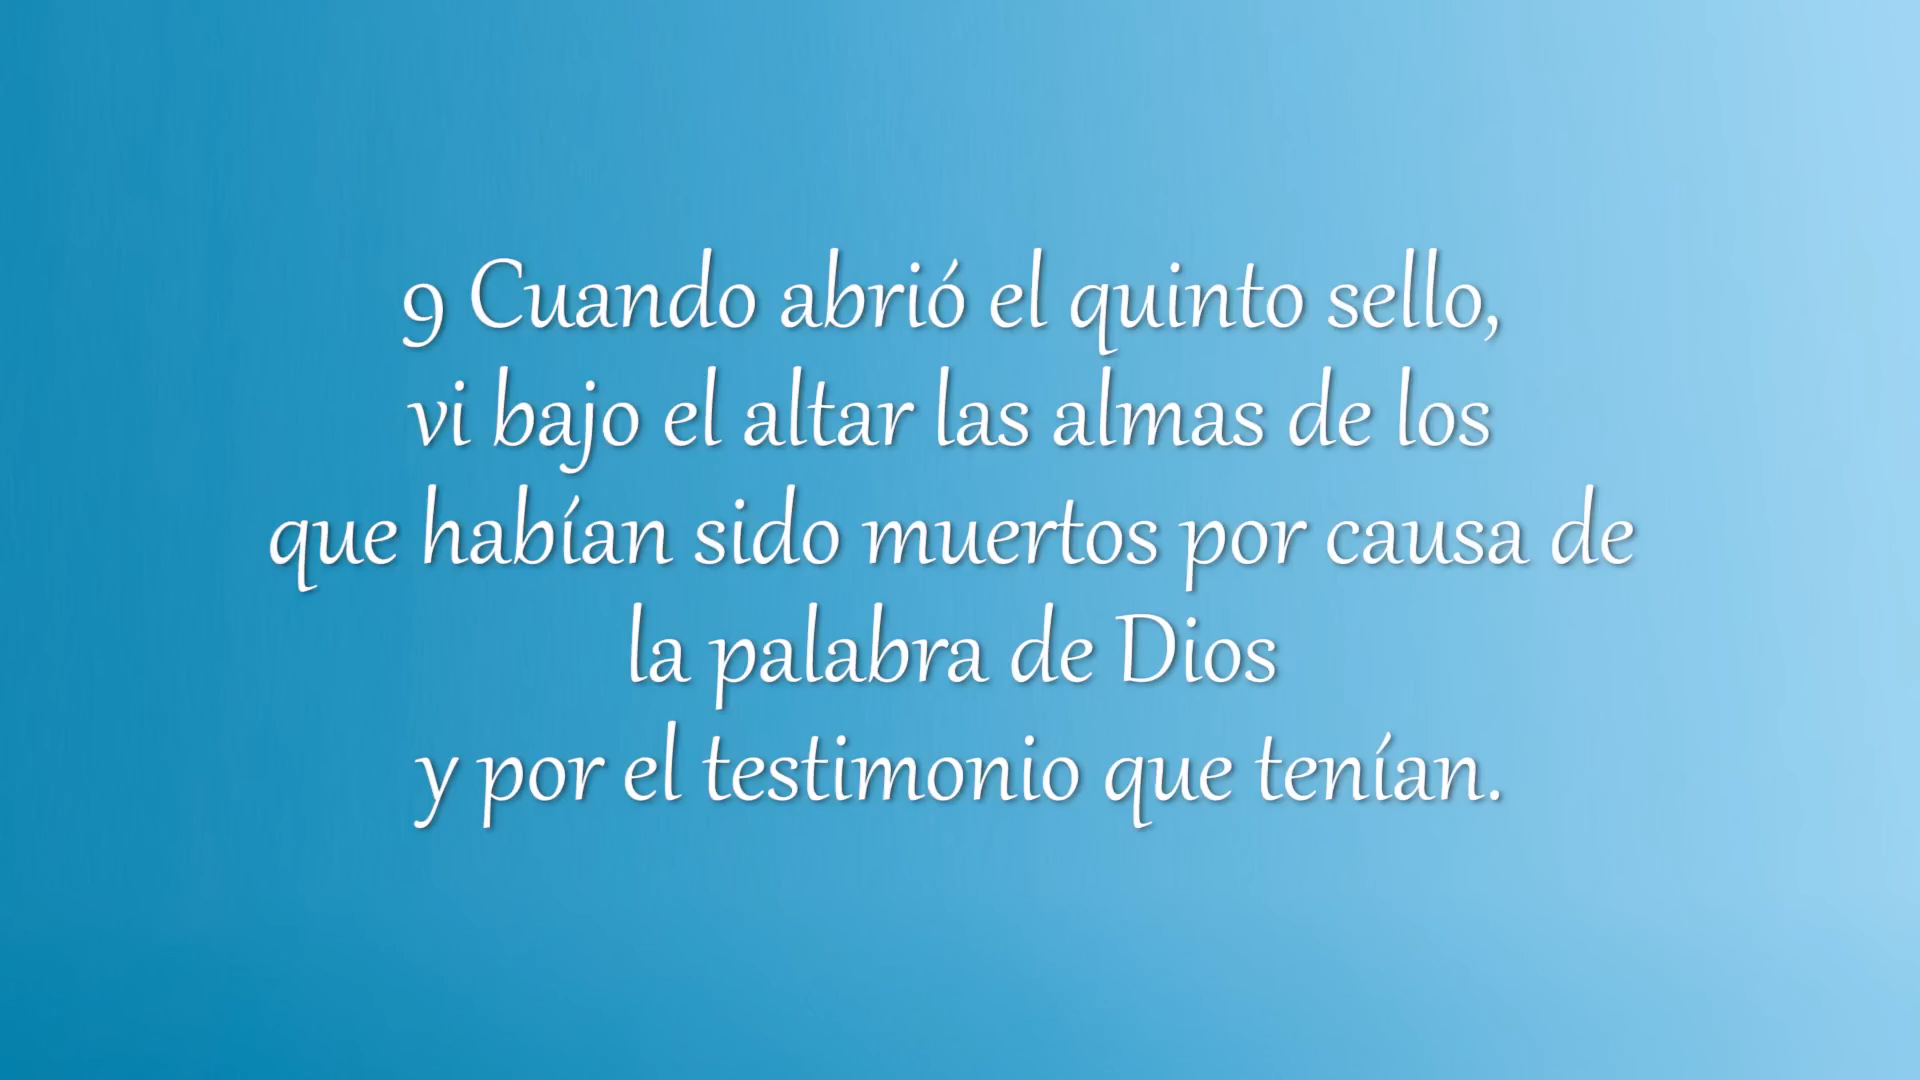 9 Cuando abrió el quinto sello,
vi bajo el altar las almas de los
que habían sido muertos por causa de
la palabra de Dios
y por el testimonio que tenían.